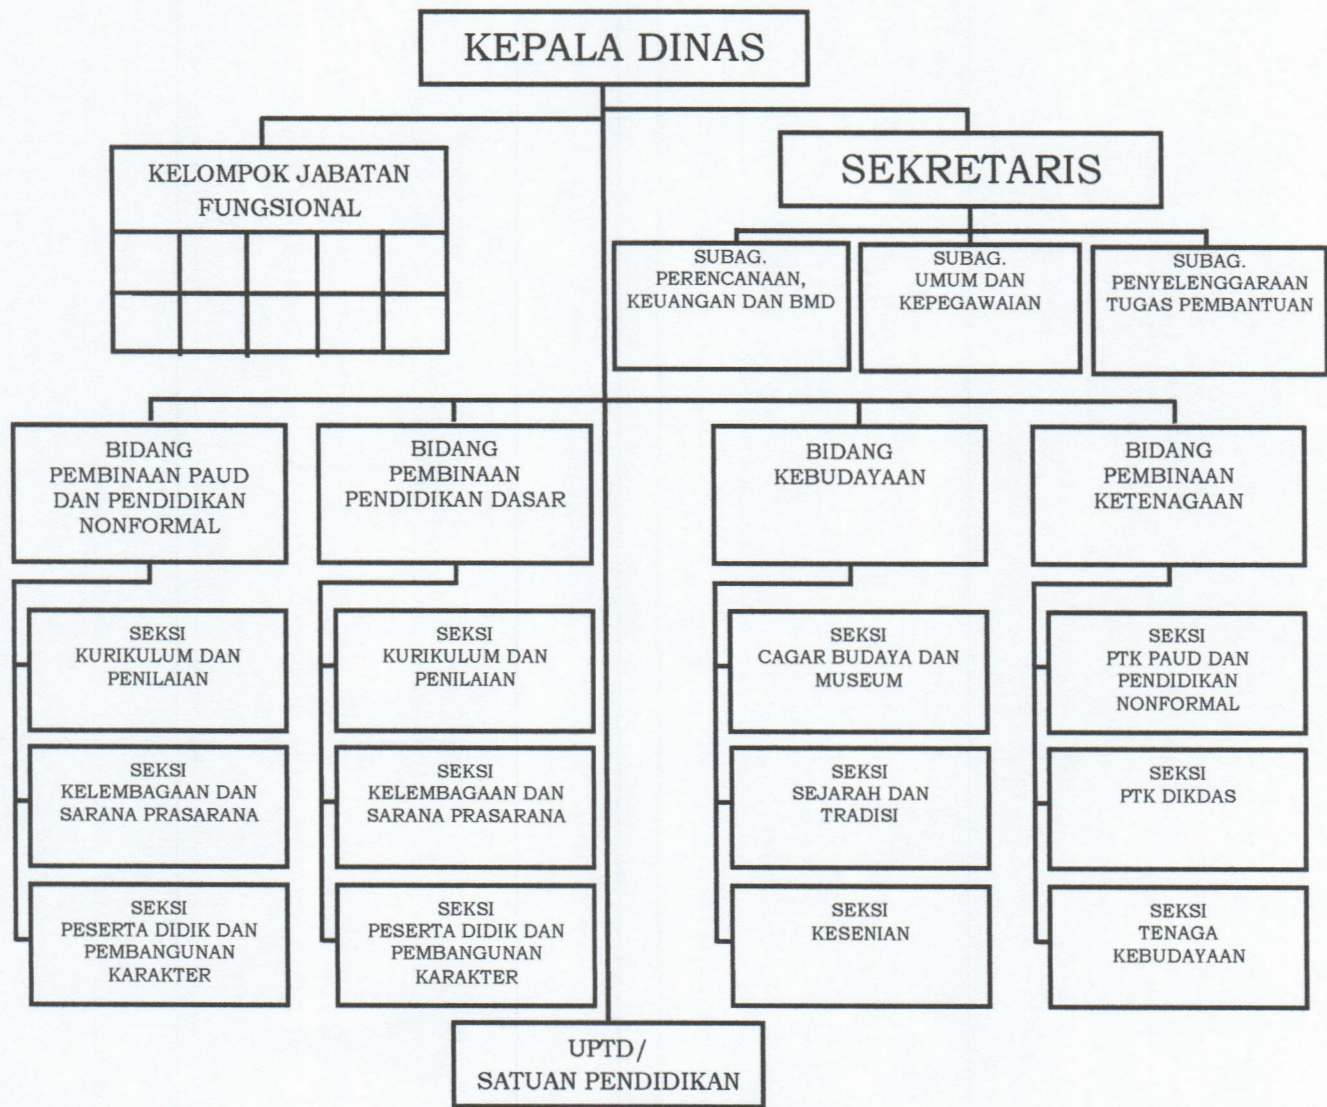 KEPALA DINAS
KELOMPOK JABATAN
FUNGSIONAL
SEKRETARIS
SUBAG.
PERENCANAAN,
KEUANGAN DAN BMD
SUBAG.
UMUM DAN
KEPEGAWAIAN
SUBAG.
PENYELENGGARAAN
TUGAS PEMBANTUAN
BIDANG
PEMBINAAN PAUD
DAN PENDIDIKAN
NONFORMAL
BIDANG
PEMBINAAN
PENDIDIKAN DASAR
BIDANG
KEBUDAYAAN
BIDANG
PEMBINAAN
KETENAGAAN
SEKSI
KURIKULUM DAN
PENILAIAN
SEKSI
KURIKULUM DAN
PENILAIAN
SEKSI
CAGAR BUDAYA DAN
MUSEUM
SEKSI
PTK PAUD DAN
PENDIDIKAN
NONFORMAL
SEKSI
KELEMBAGAAN DAN
SARANA PRASARANA
SEKSI
KELEMBAGAAN DAN
SARANA PRASARANA
SEKSI
SEJARAH DAN
TRADISI
SEKSI
PTK DIKDAS
SEKSI
PESERTA DIDIK DAN
PEMBANGUNAN
KARAKTER
SEKSI
PESERTA DIDIK DAN
PEMBANGUNAN
KARAKTER
SEKSI
KESENIAN
SEKSI
TENAGA
KEBUDAYAAN
UPTD/
SATUAN PENDIDIKAN